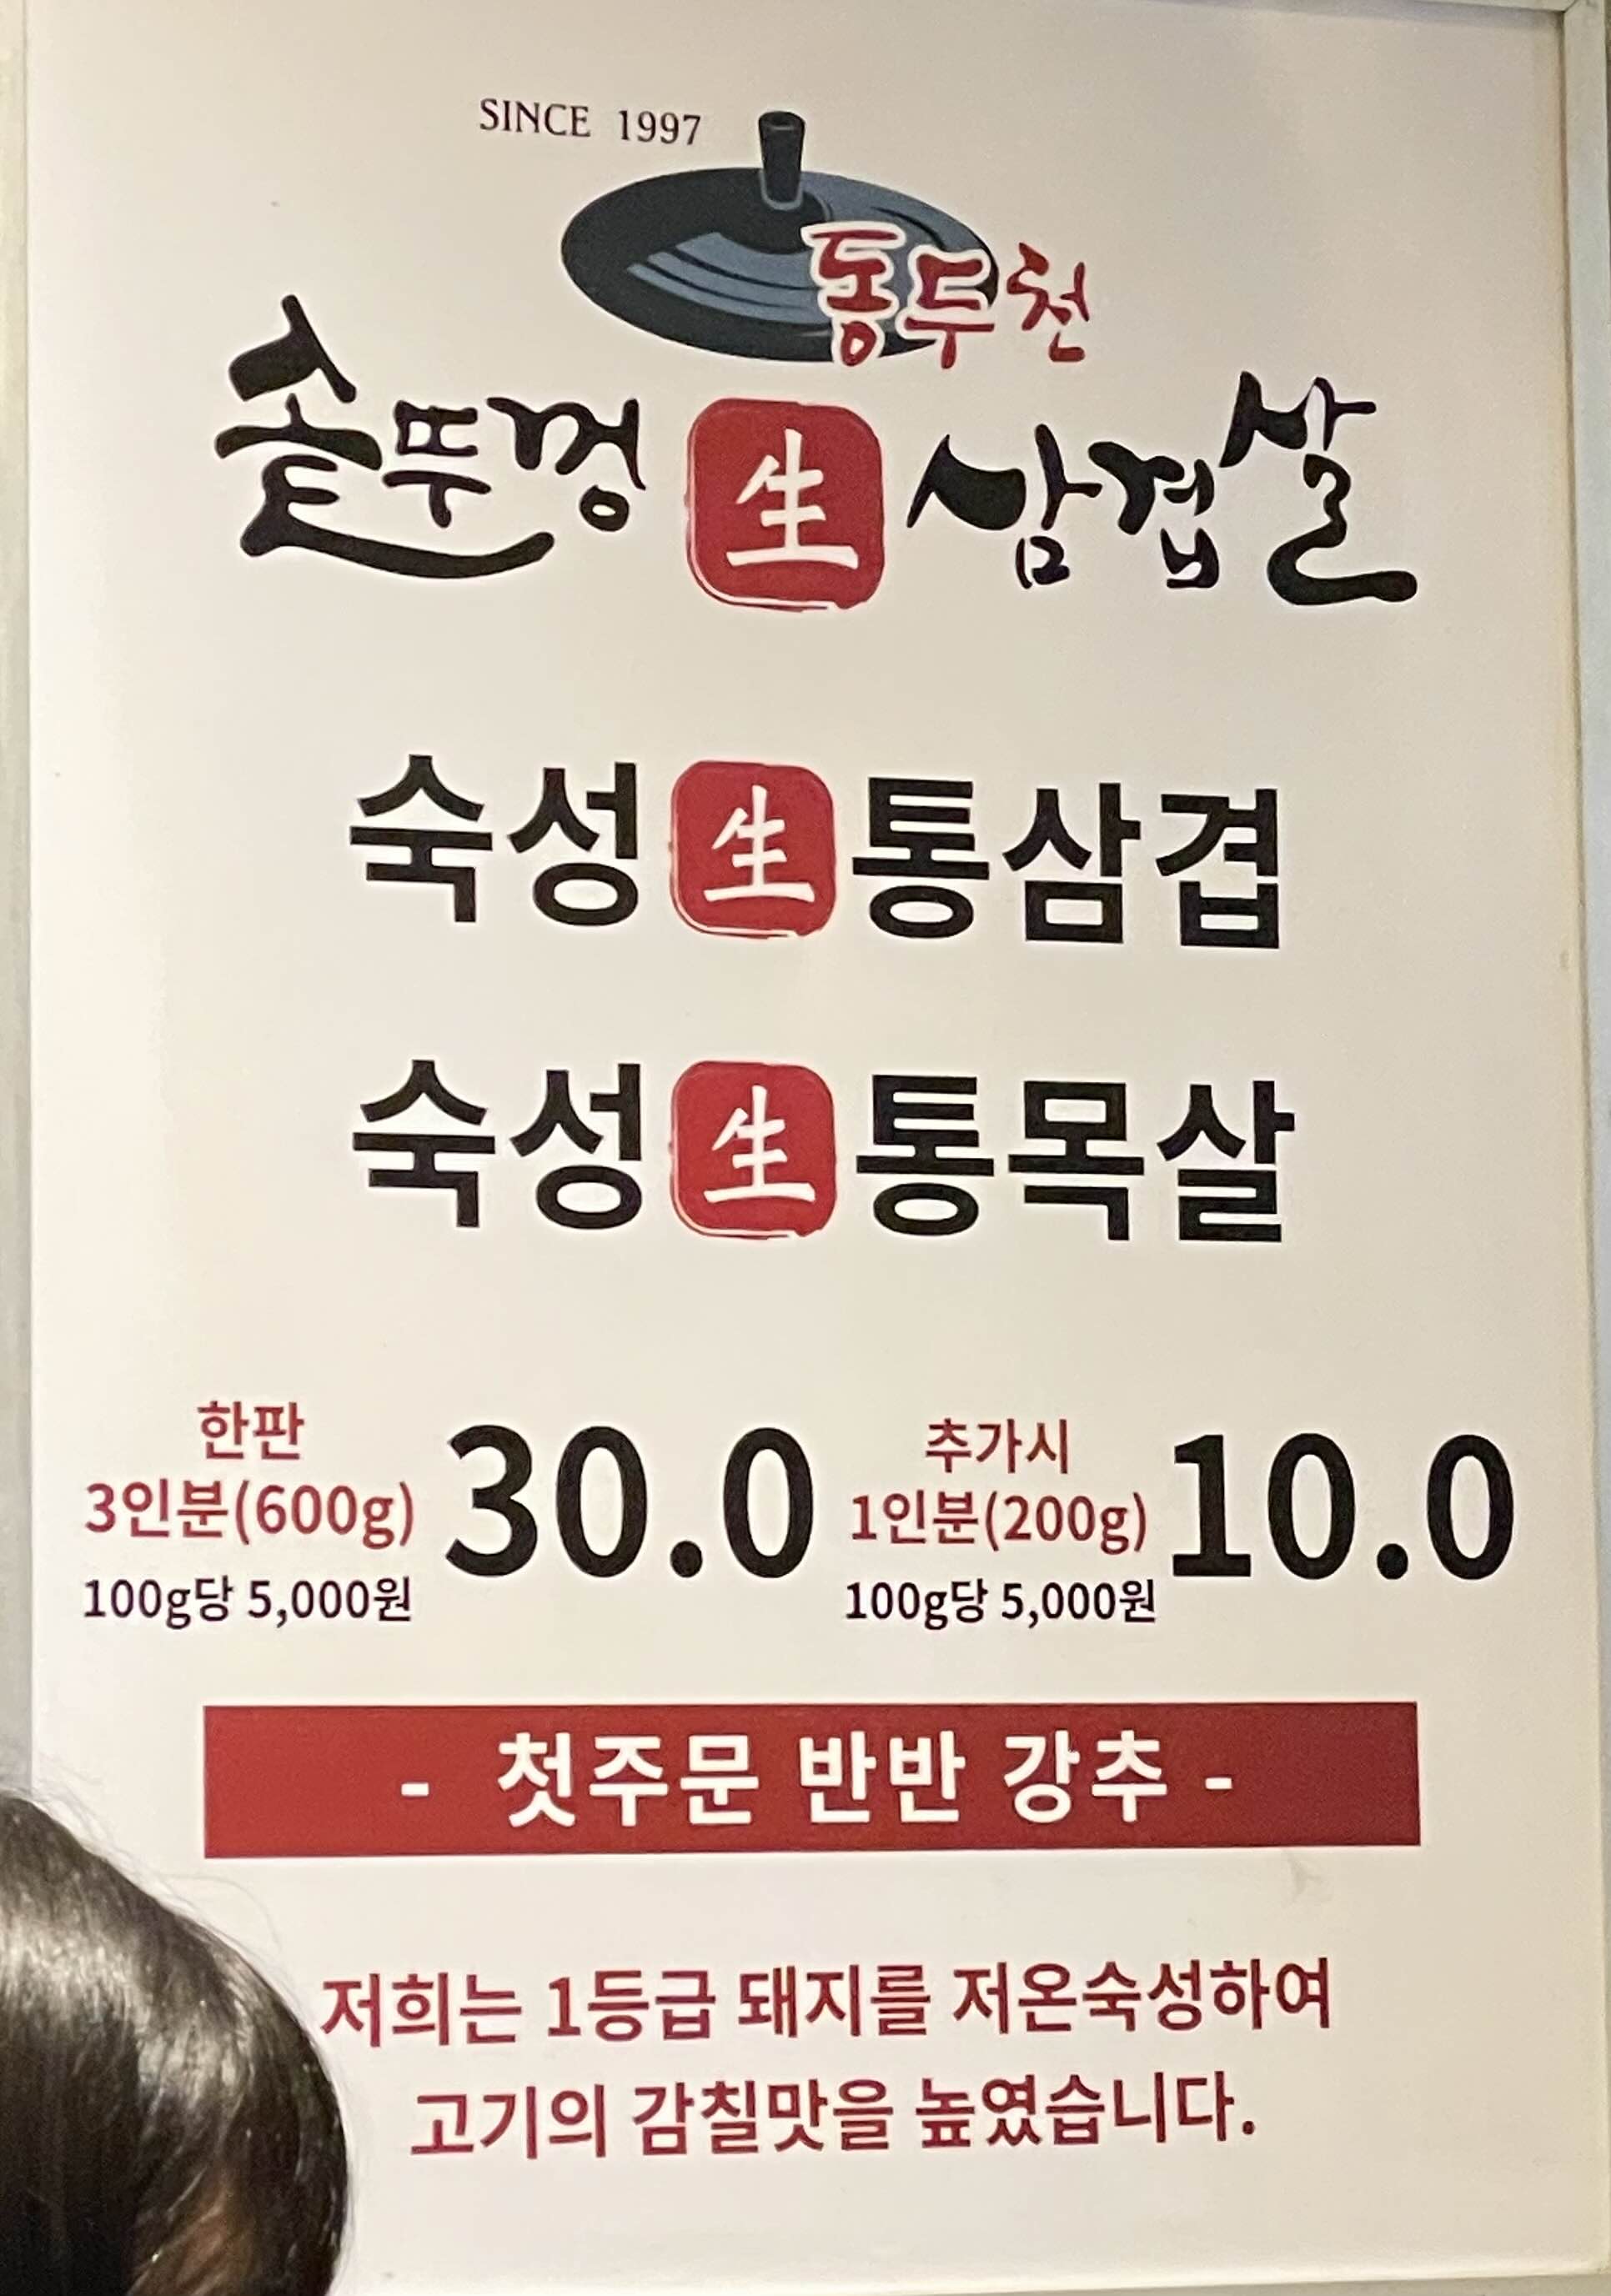 SINCE 1997
동두천
솥뚜껑 生 삼겹살
숙성 生 통삼겹
숙성 生 통목살
한판
3인분(600g) 30.0
100g당 5,000원
추가시
1인분(200g) 10.0
100g당 5,000원
- 첫주문 반반 강추 -
저희는 1등급 돼지를 저온숙성하여
고기의 감칠맛을 높였습니다.